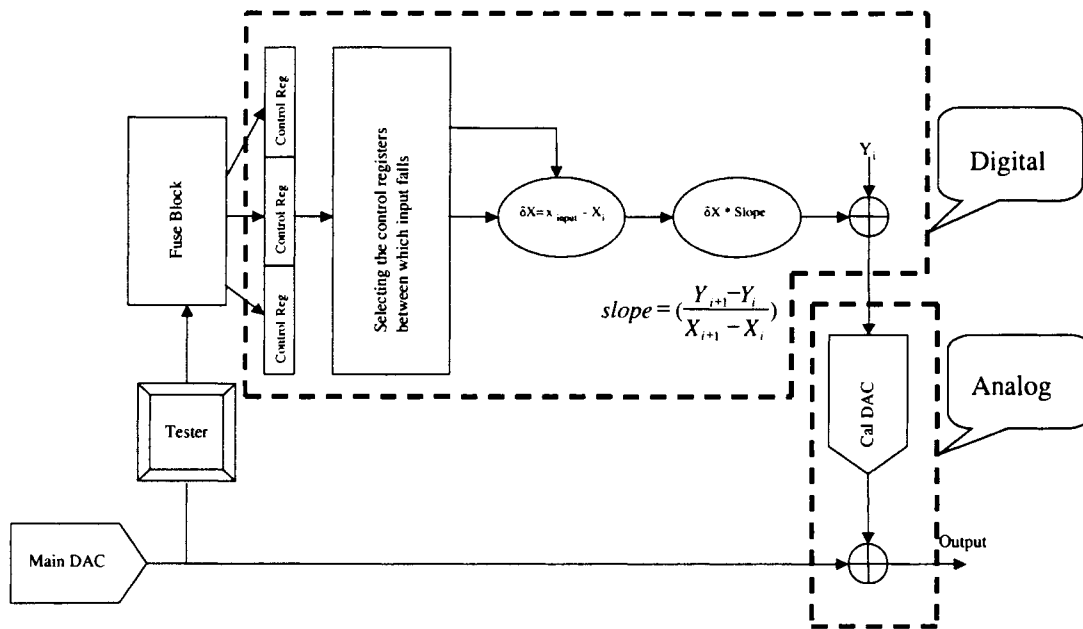 Fuse Block
Control Reg
Control Reg
Control Reg
Selecting the control registers
between which input falls
δX= x input - Xi
δX * Slope
Yi
Digital
slope = (Yi+1−Yi / Xi+1 − Xi)
Cal DAC
Analog
Tester
Main DAC
Output